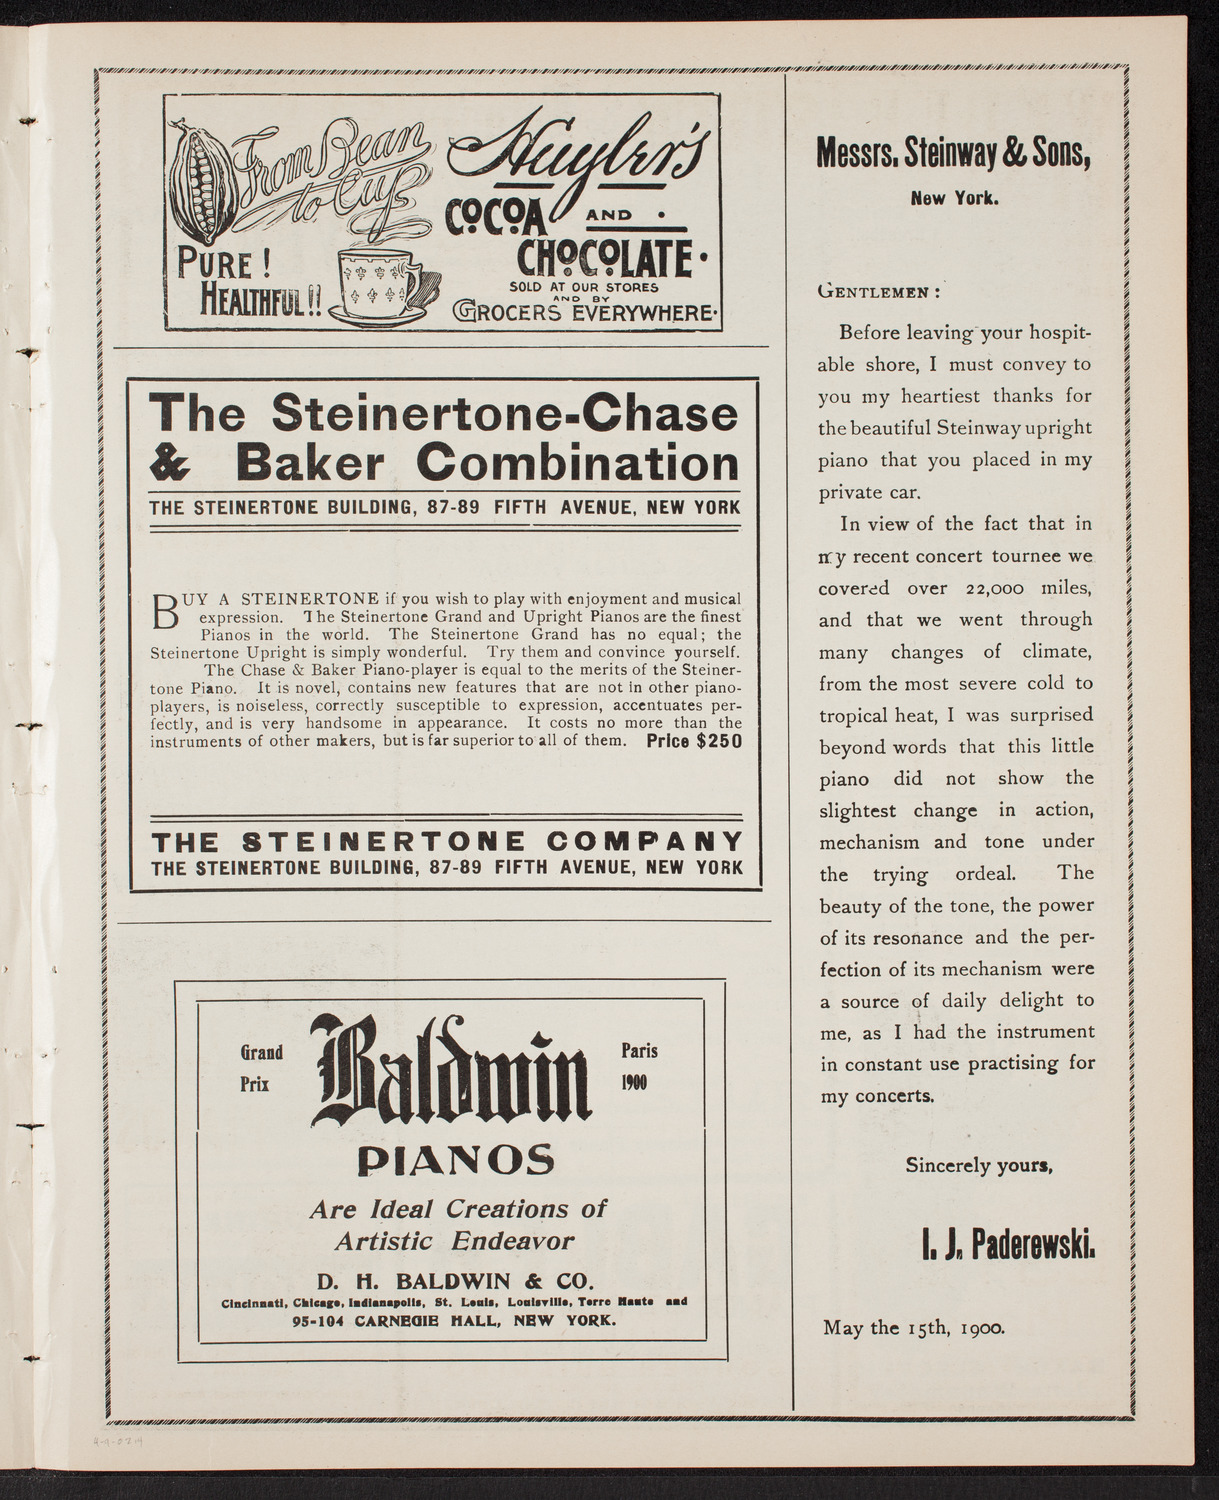 From Bean
to Cup
PURE!
HEALTHFUL!!
Huyler's
COCOA AND
CHOCOLATE
SOLD AT OUR STORES
AND BY
GROCERS EVERYWHERE
The Steinertone-Chase
& Baker Combination
THE STEINERTONE BUILDING, 87-89 FIFTH AVENUE, NEW YORK
BUY A STEINERTONE if you wish to play with enjoyment and musical
expression. The Steinertone Grand and Upright Pianos are the finest
Pianos in the world. The Steinertone Grand has no equal; the
Steinertone Upright is simply wonderful. Try them and convince yourself.
The Chase & Baker Piano-player is equal to the merits of the Steiner-
tone Piano. It is novel, contains new features that are not in other piano-
players, is noiseless, correctly susceptible to expression, accentuates per-
fectly, and is very handsome in appearance. It costs no more than the
instruments of other makers, but is far superior to all of them. Price $250
THE STEINERTONE COMPANY
THE STEINERTONE BUILDING, 87-89 FIFTH AVENUE, NEW YORK
Grand
Prix
Baldwin
Paris
1900
PIANOS
Are Ideal Creations of
Artistic Endeavor
D. H. BALDWIN & CO.
Cincinnati, Chicago, Indianapolis, St. Louis, Louisville, Terre Haute and
95-104 CARNEGIE HALL, NEW YORK.
Messrs. Steinway & Sons,
New York.
GENTLEMEN:
Before leaving your hospit-
able shore, I must convey to
you my heartiest thanks for
the beautiful Steinway upright
piano that you placed in my
private car.
In view of the fact that in
my recent concert tournee we
covered over 22,000 miles,
and that we went through
many changes of climate,
from the most severe cold to
tropical heat, I was surprised
beyond words that this little
piano did not show the
slightest change in action,
mechanism and tone under
the trying ordeal. The
beauty of the tone, the power
of its resonance and the per-
fection of its mechanism were
a source of daily delight to
me, as I had the instrument
in constant use practising for
my concerts.
Sincerely yours,
I. J. Paderewski.
May the 15th, 1900.